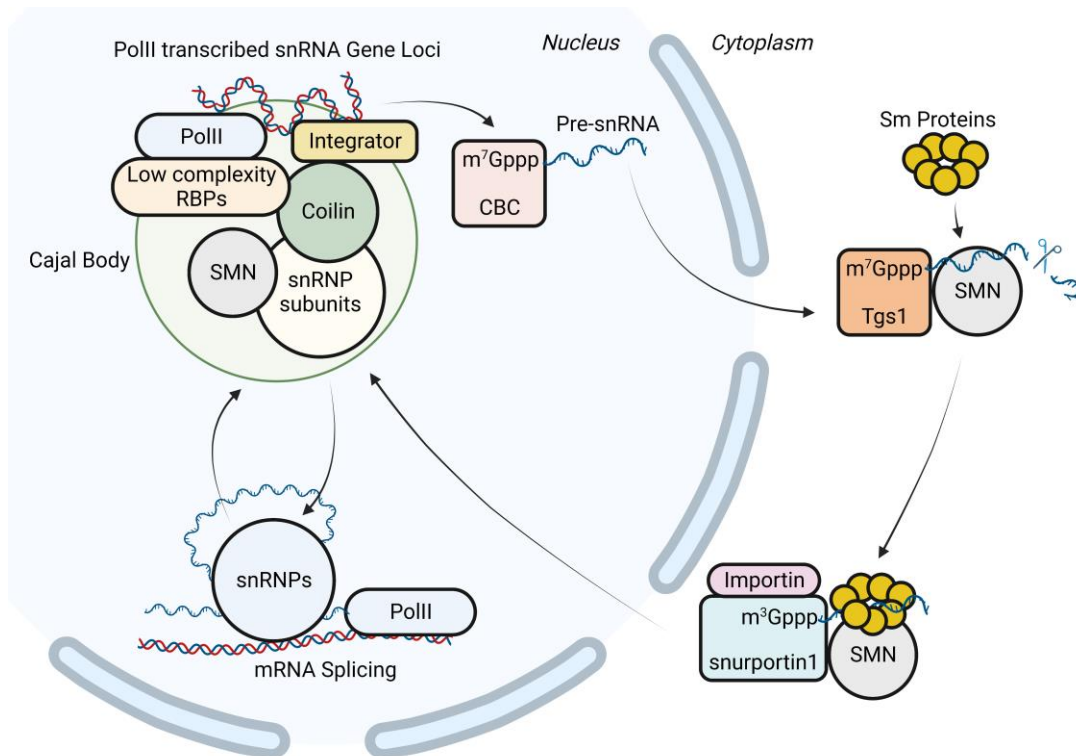 PolII transcribed snRNA Gene Loci
Nucleus
Cytoplasm
PolII
Integrator
Low complexity
RBPs
Coilin
Cajal Body
SMN
snRNP
subunits
m⁷Gppp
CBC
Pre-snRNA
Sm Proteins
m⁷Gppp
Tgs1
SMN
snRNPs
PolII
mRNA Splicing
Importin
m³Gppp
snurportin1
SMN